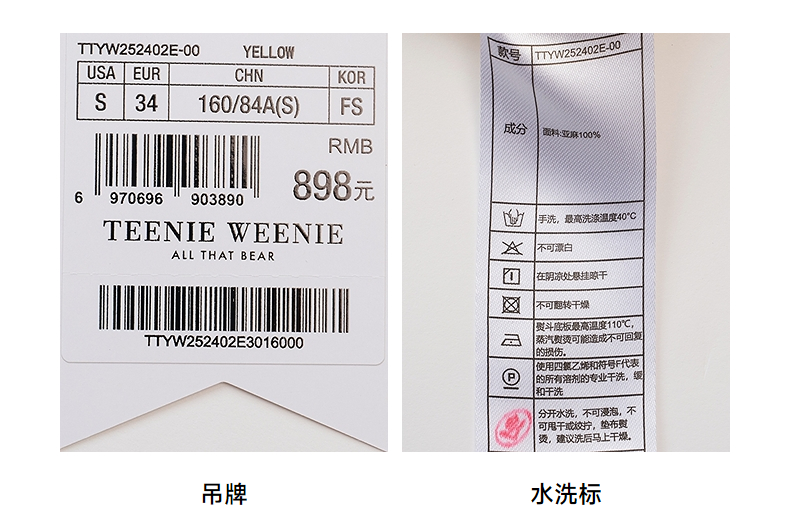 TTYW252402E-00 YELLOW
USA EUR CHN KOR
S 34 160/84A(S) FS
RMB
898元
6 970696 903890
TEENIE WEENIE
ALL THAT BEAR
TTYW252402E3016000
款号 TTYW252402E-00
成分 面料:亚麻100%
手洗，最高洗涤温度40℃
不可漂白
在阴凉处悬挂晾干
不可翻转干燥
熨斗底板最高温度110℃，
蒸汽熨烫可能造成不可回复
的损伤。
使用四氯乙烯和符号F代表
的所有溶剂的专业干洗，缓
和干洗
P
分开水洗，不可浸泡，不
可甩干或绞拧，垫布熨
烫，建议洗后马上干燥。
吊牌
水洗标